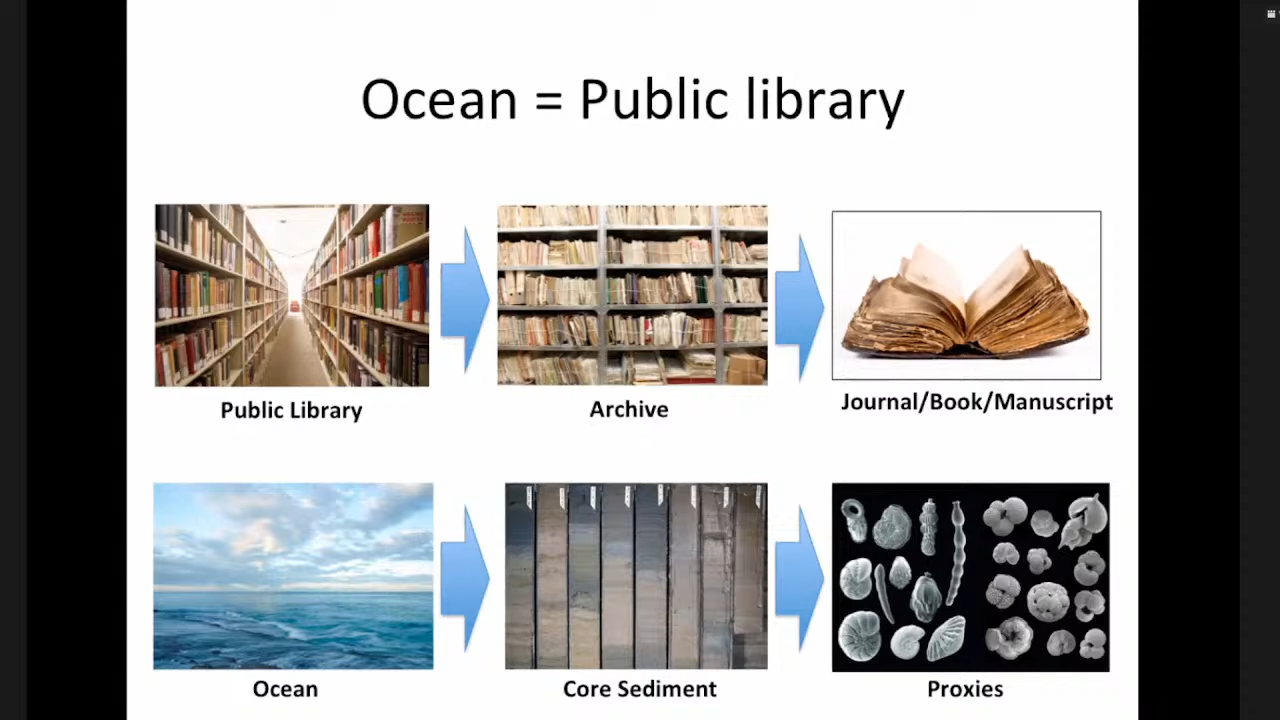 Ocean = Public library
Public Library
Archive
Journal/Book/Manuscript
Ocean
Core Sediment
Proxies